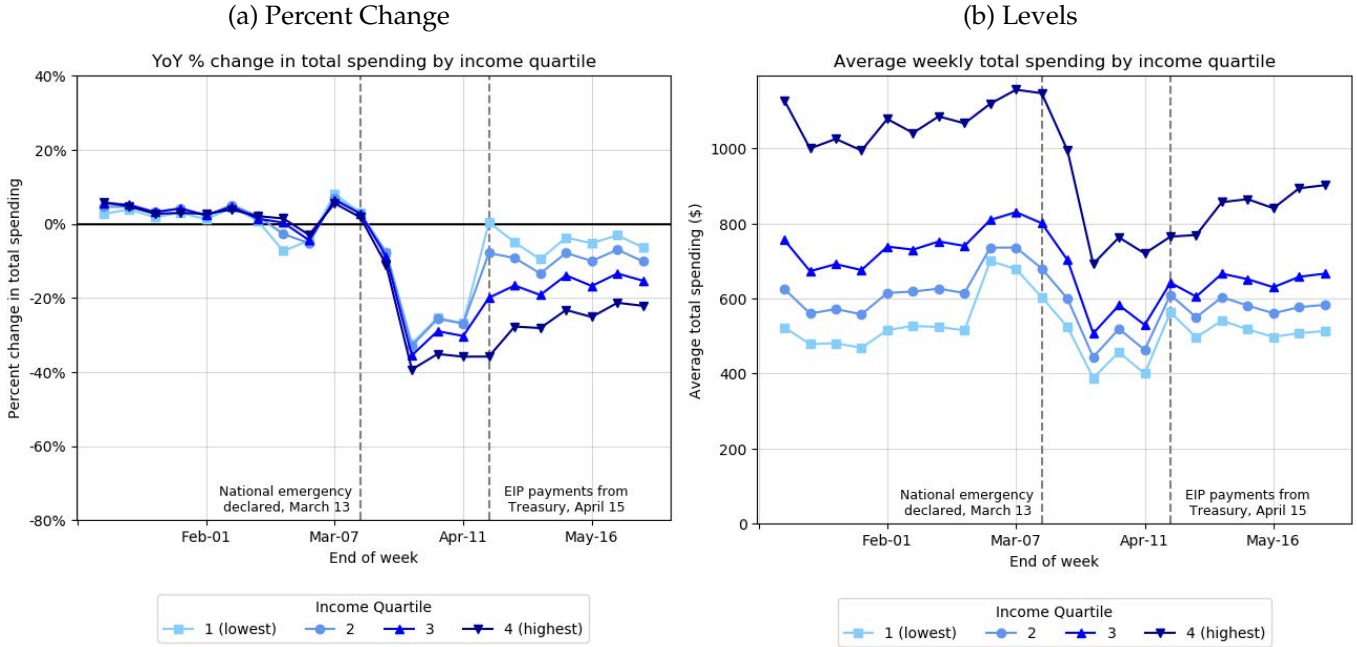 (a) Percent Change
YoY % change in total spending by income quartile
40%
20%
0%
-20%
-40%
-60%
-80%
Percent change in total spending
National emergency
declared, March 13
EIP payments from
Treasury, April 15
Feb-01
Mar-07
Apr-11
May-16
End of week
Income Quartile
1 (lowest)
2
3
4 (highest)
(b) Levels
Average weekly total spending by income quartile
1000
800
600
400
200
0
Average total spending ($)
National emergency
declared, March 13
EIP payments from
Treasury, April 15
Feb-01
Mar-07
Apr-11
May-16
End of week
Income Quartile
1 (lowest)
2
3
4 (highest)